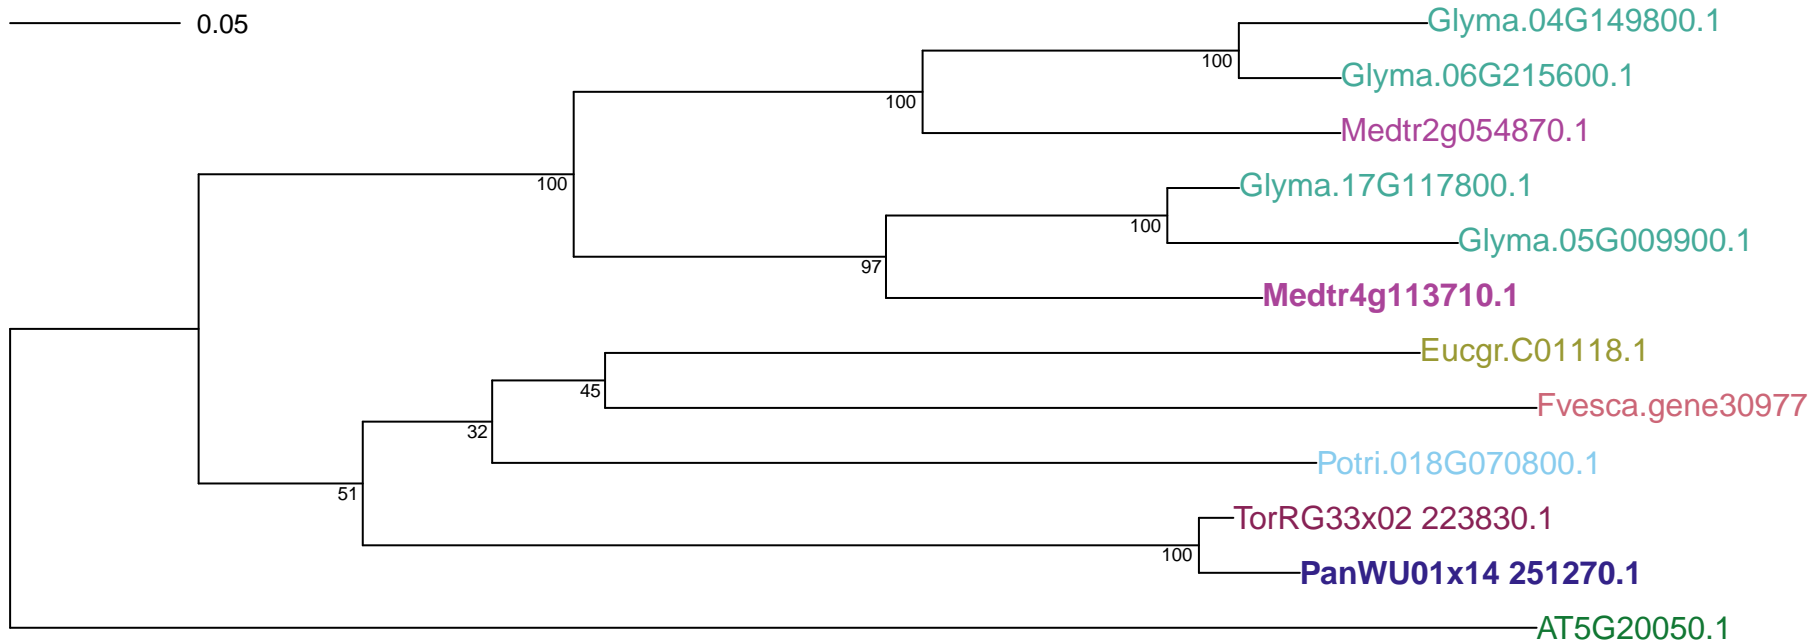 0.05
Glyma.04G149800.1
100
Glyma.06G215600.1
100
Medtr2g054870.1
100
Glyma.17G117800.1
100
Glyma.05G009900.1
97
Medtr4g113710.1
Eucgr.C01118.1
45
Fvesca.gene30977
32
Potri.018G070800.1
51
TorRG33x02 223830.1
100
PanWU01x14 251270.1
AT5G20050.1